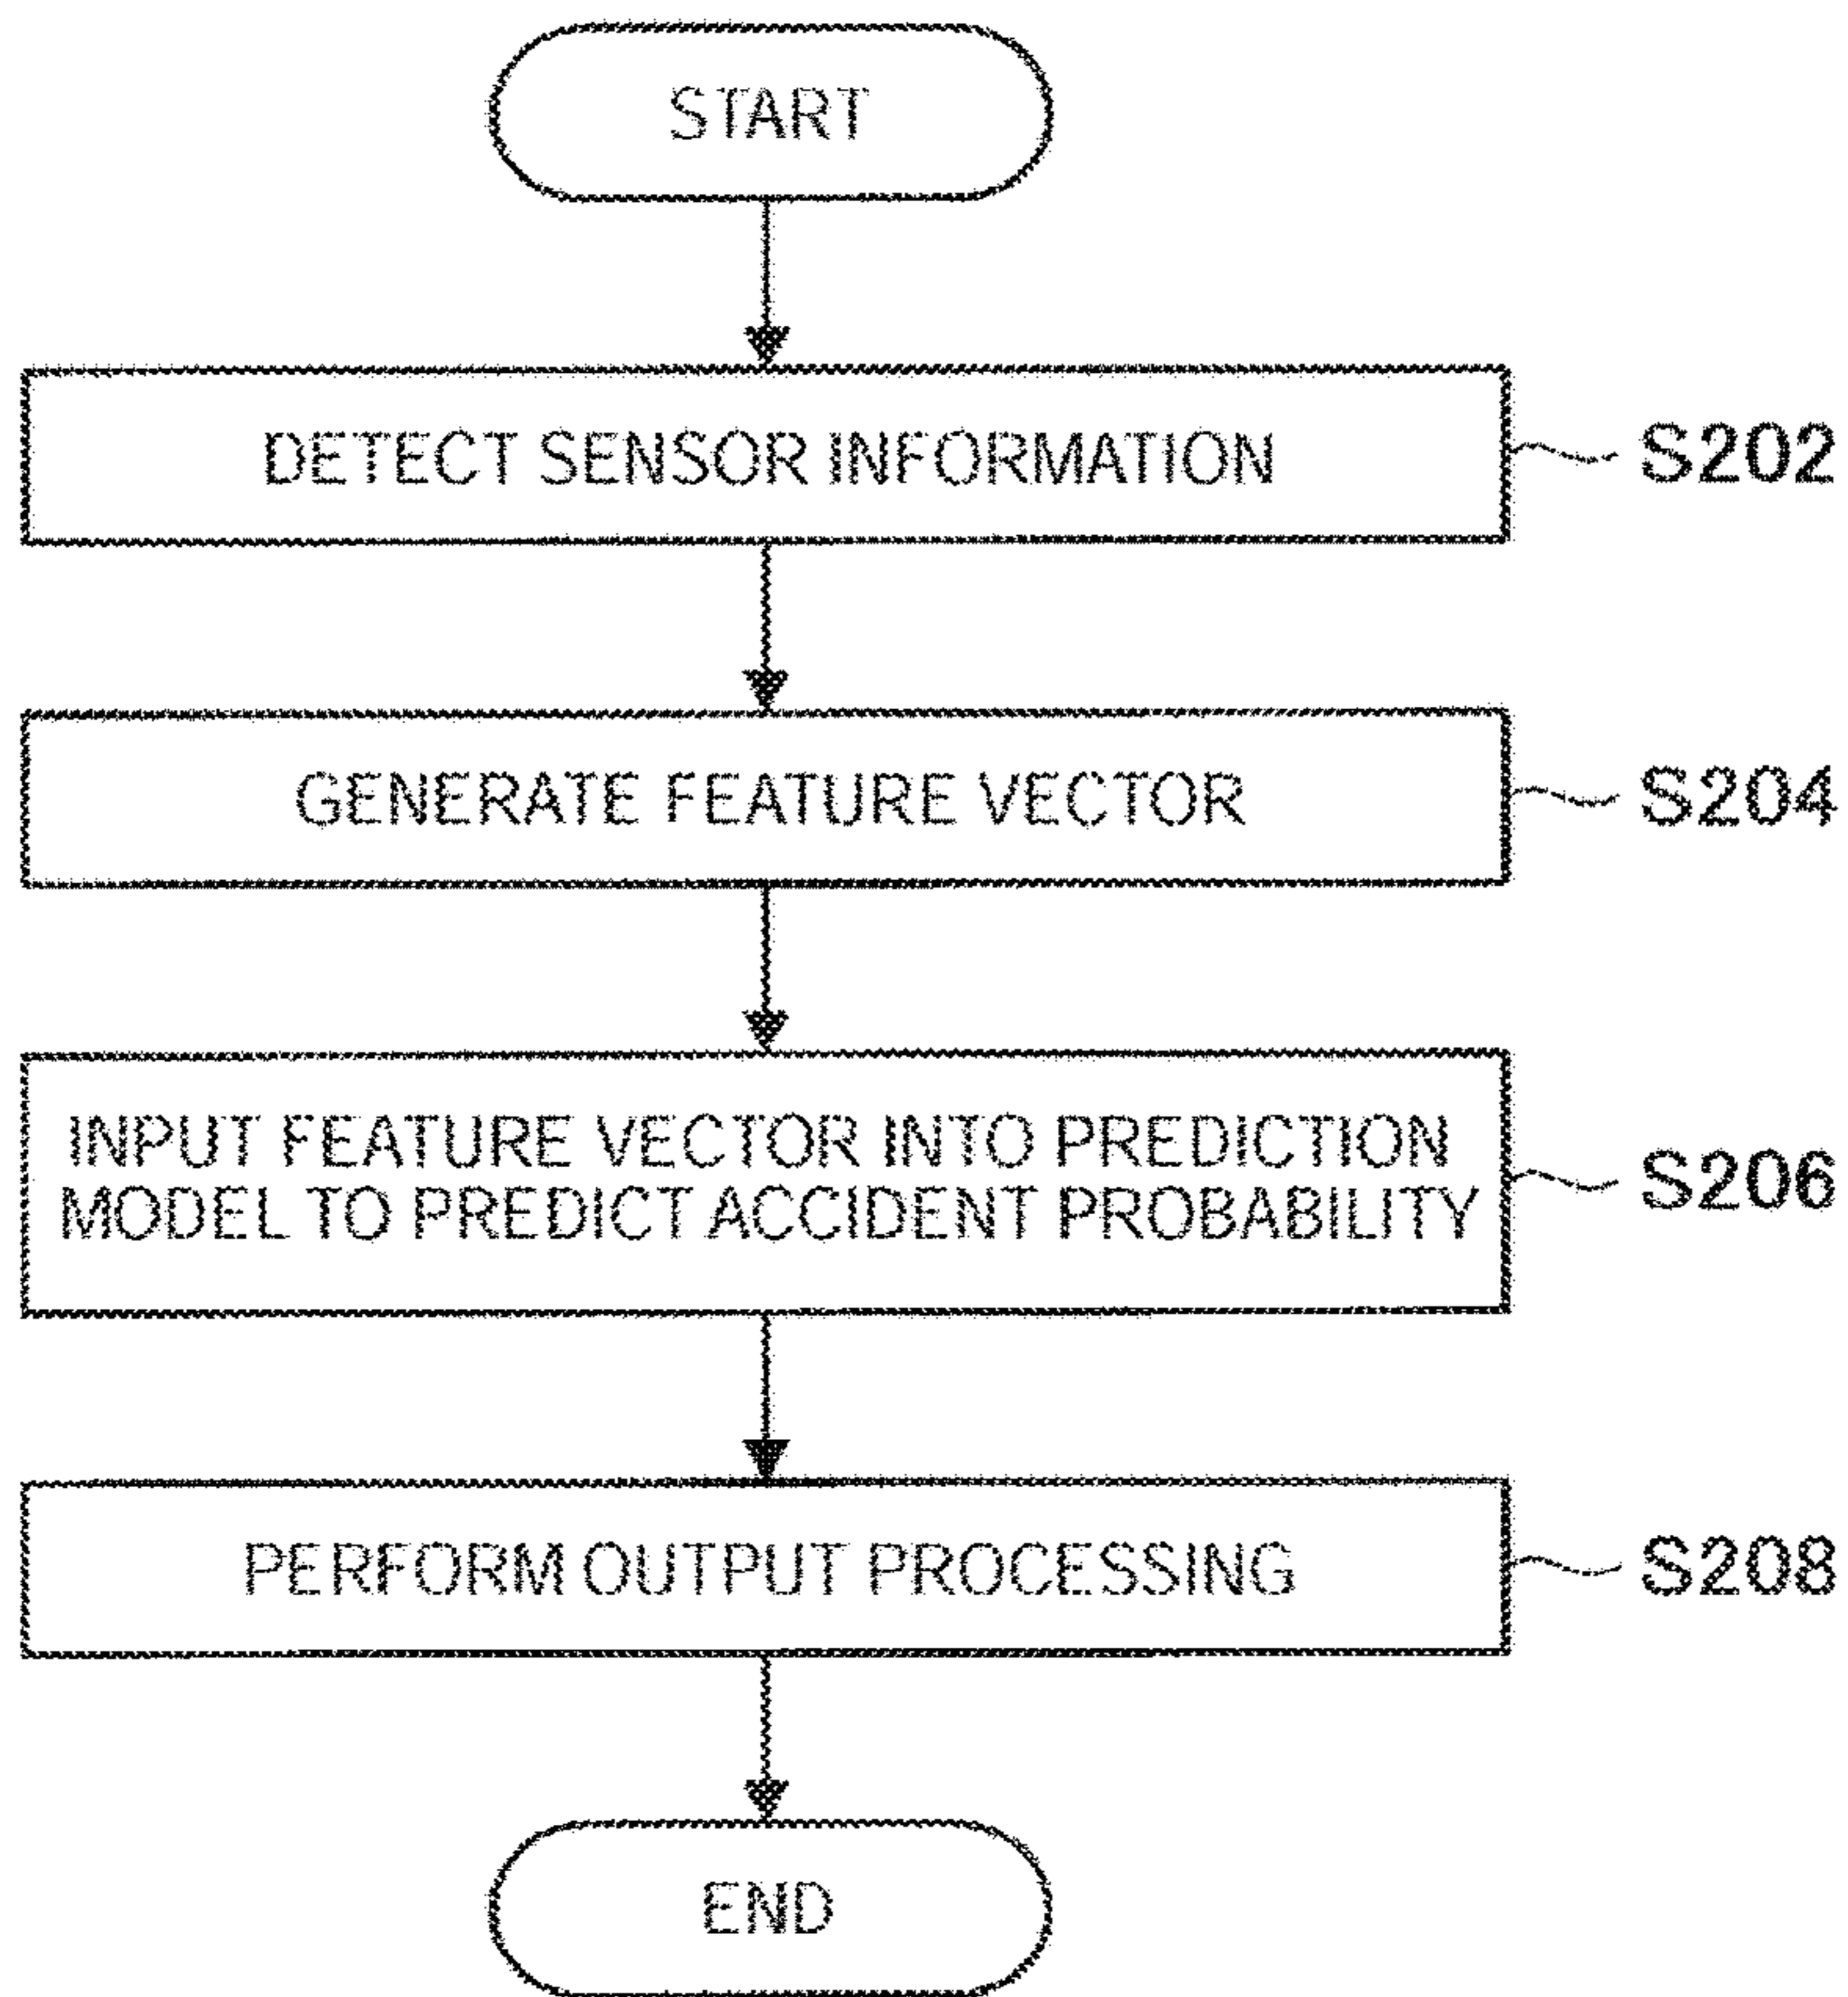 START
DETECT SENSOR INFORMATION
S202
GENERATE FEATURE VECTOR
S204
INPUT FEATURE VECTOR INTO PREDICTION
MODEL TO PREDICT ACCIDENT PROBABILITY
S206
PERFORM OUTPUT PROCESSING
S208
END